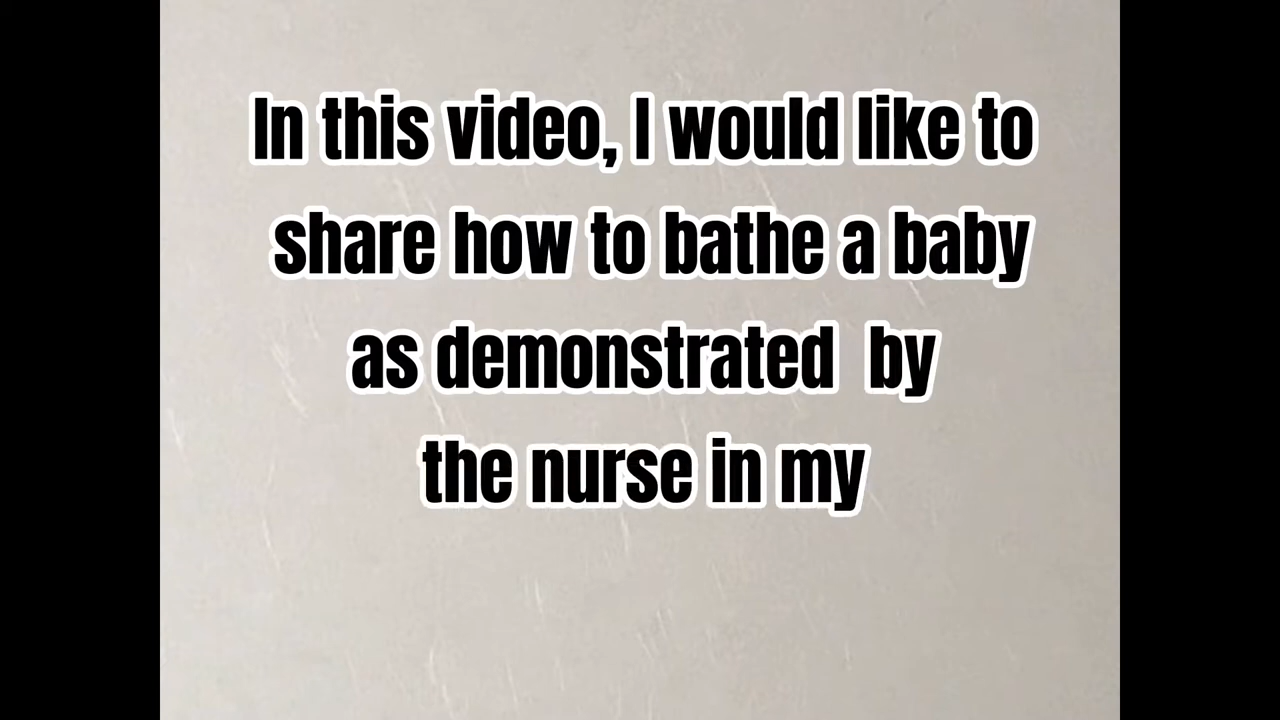 In this video, I would like to
share how to bathe a baby
as demonstrated  by
the nurse in my